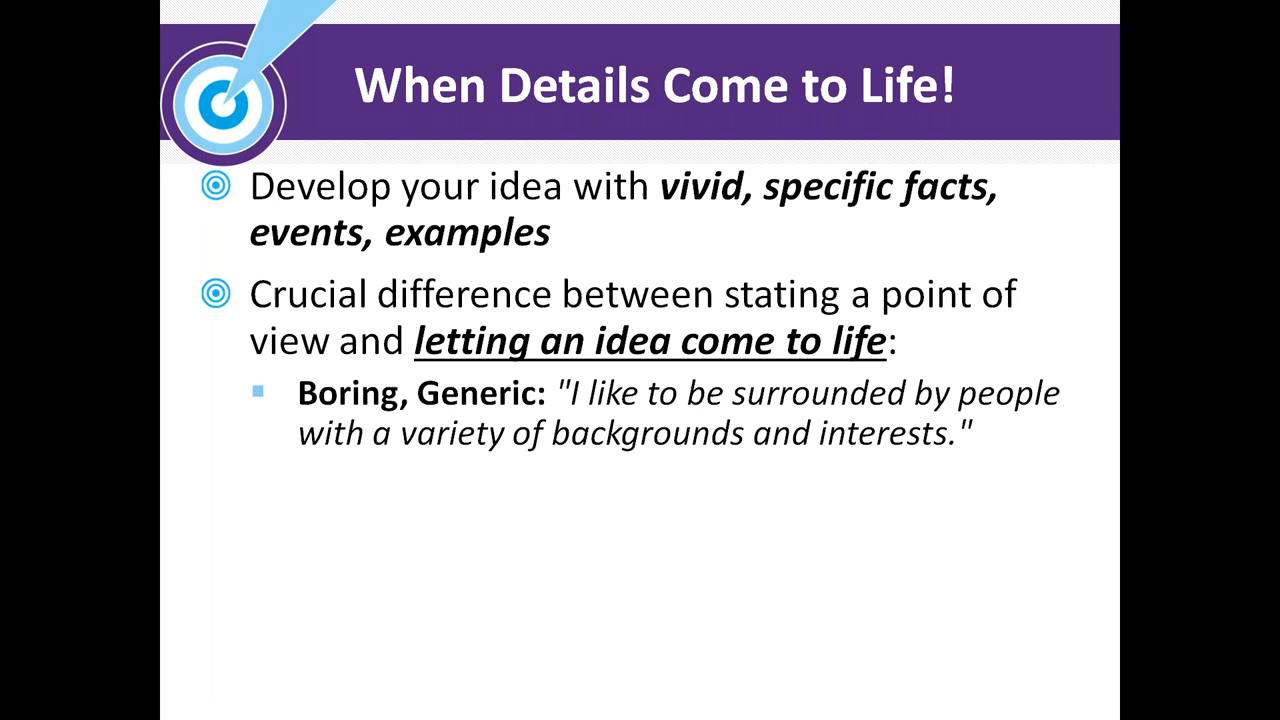 When Details Come to Life!
Develop your idea with vivid, specific facts,
events, examples
Crucial difference between stating a point of
view and letting an idea come to life:
Boring, Generic: "I like to be surrounded by people
with a variety of backgrounds and interests."